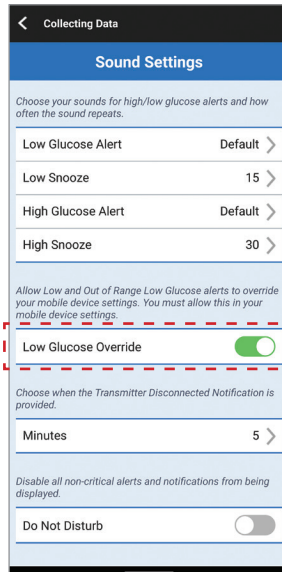 Collecting Data
Sound Settings
Choose your sounds for high/low glucose alerts and how
often the sound repeats.
Low Glucose Alert Default
Low Snooze 15
High Glucose Alert Default
High Snooze 30
Allow Low and Out of Range Low Glucose alerts to override
your mobile device settings. You must allow this in your
mobile device settings.
Low Glucose Override
Choose when the Transmitter Disconnected Notification is
provided.
Minutes 5
Disable all non-critical alerts and notifications from being
displayed.
Do Not Disturb